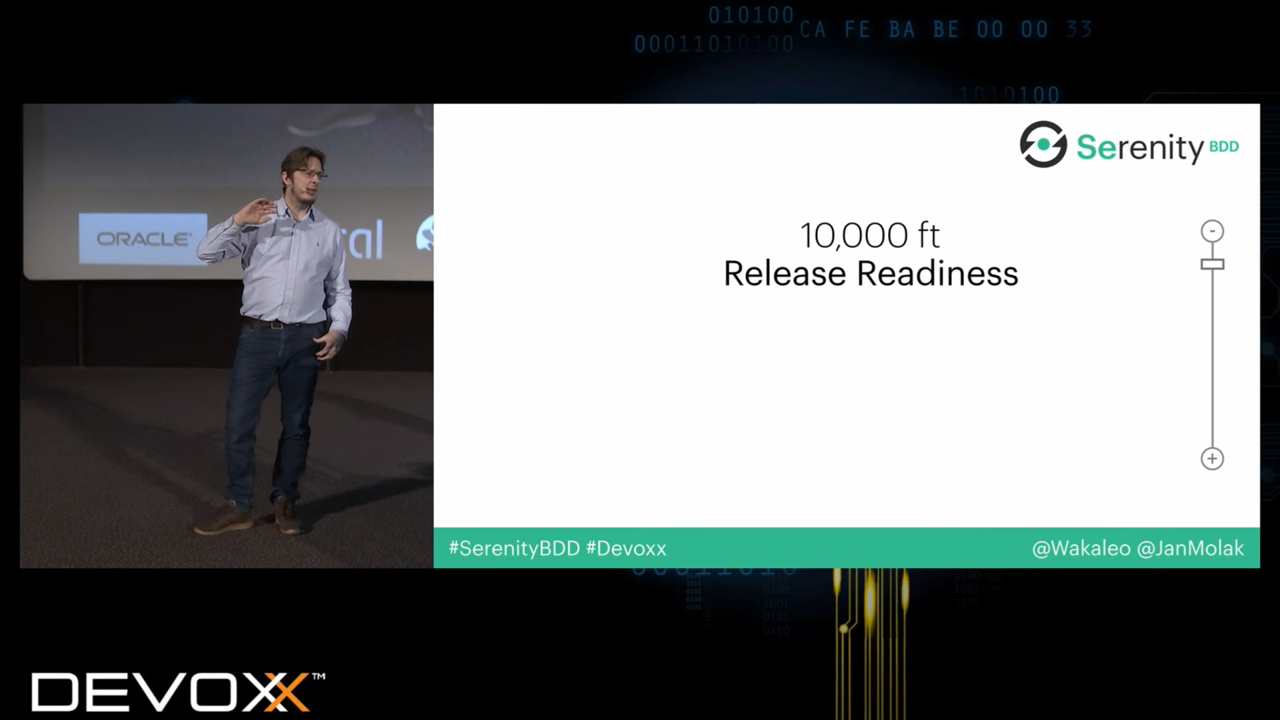 010100
00011010100
CA FE BA BE 00 00 33
1010100
ORACLE
al
Serenity BDD
10,000 ft
Release Readiness
-
+
#SerenityBDD #Devoxx
@Wakaleo @JanMolak
DEVOXX™